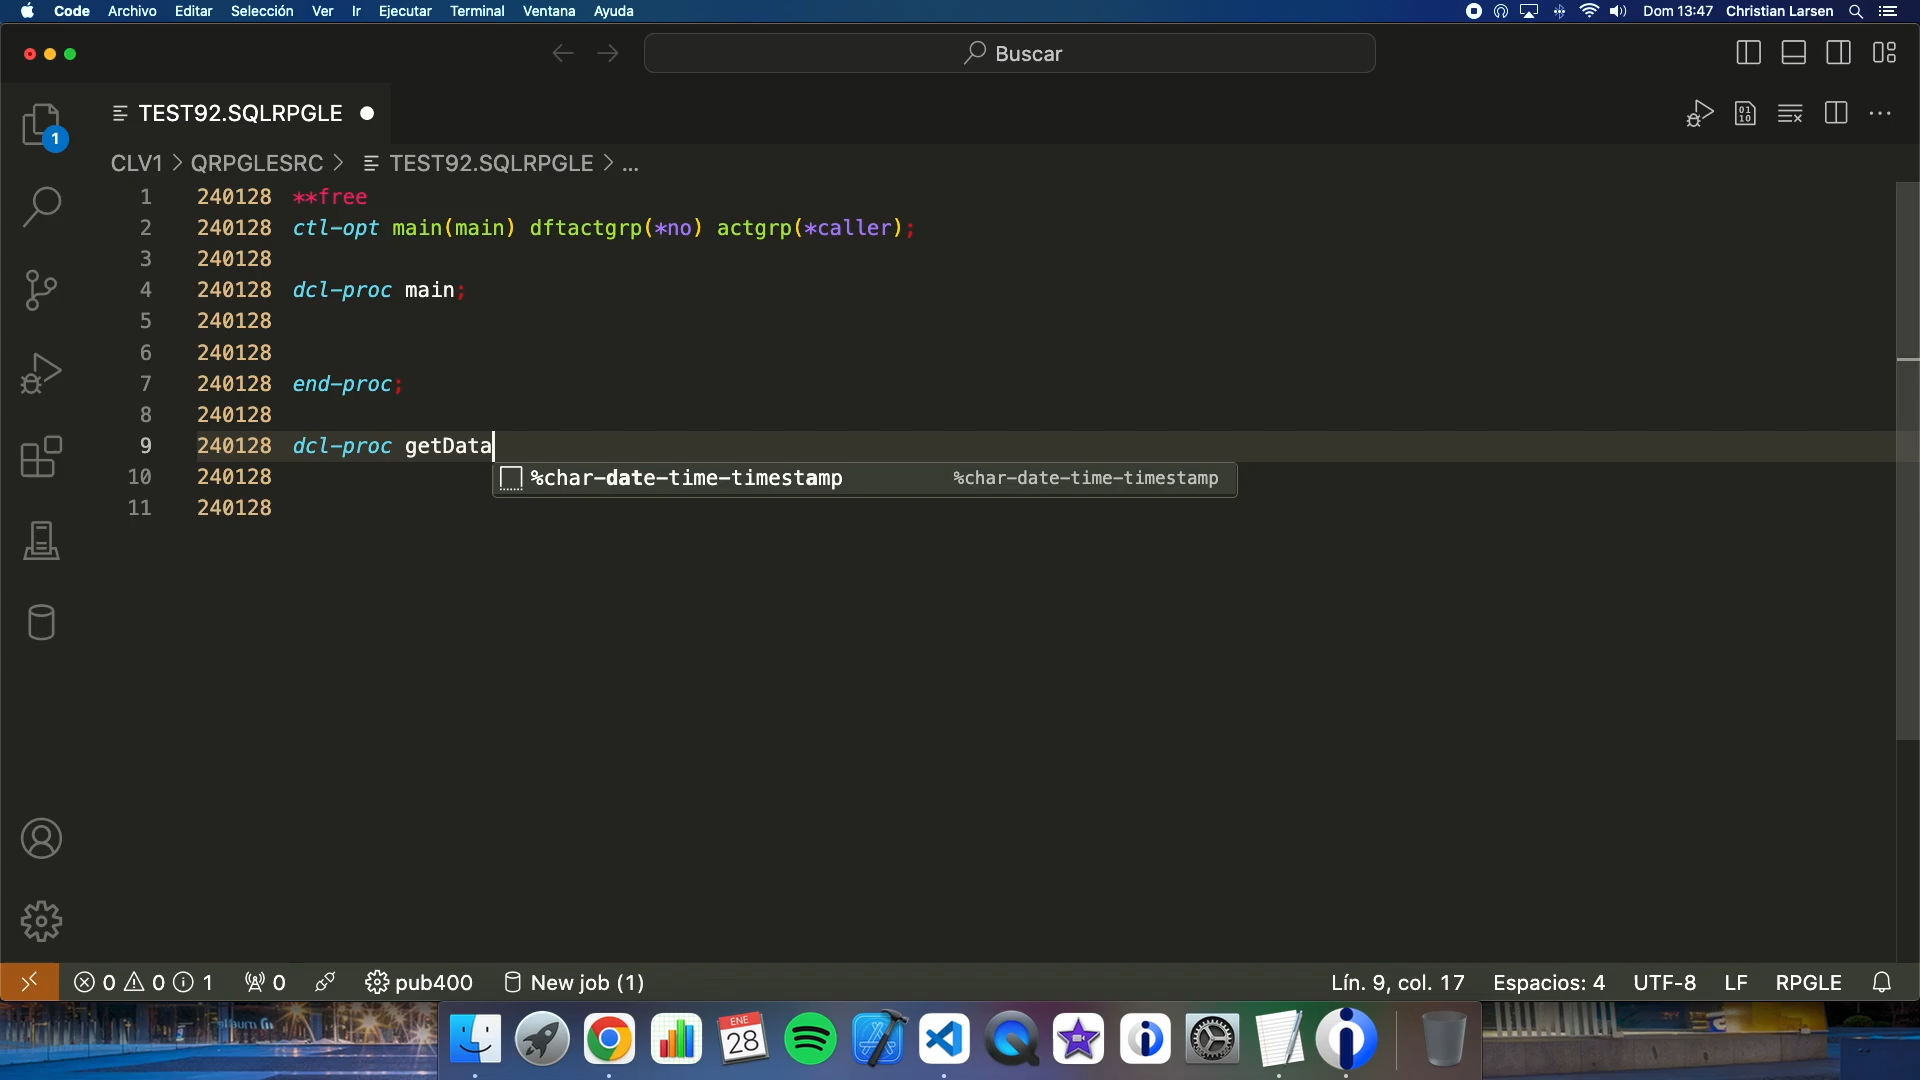 Code Archivo Editar Selección Ver Ir Ejecutar Terminal Ventana Ayuda Dom 13:47 Christian Larsen
Buscar
1
TEST92.SQLRPGLE
CLV1 > QRPGLESRC > TEST92.SQLRPGLE > ...
1 240128 **free
2 240128 ctl-opt main(main) dftactgrp(*no) actgrp(*caller);
3 240128
4 240128 dcl-proc main;
5 240128
6 240128
7 240128 end-proc;
8 240128
9 240128 dcl-proc getData
10 240128
%char-date-time-timestamp %char-date-time-timestamp
11 240128
0 0 1 0 pub400 New job (1) Lín. 9, col. 17 Espacios: 4 UTF-8 LF RPGLE
ENE
28